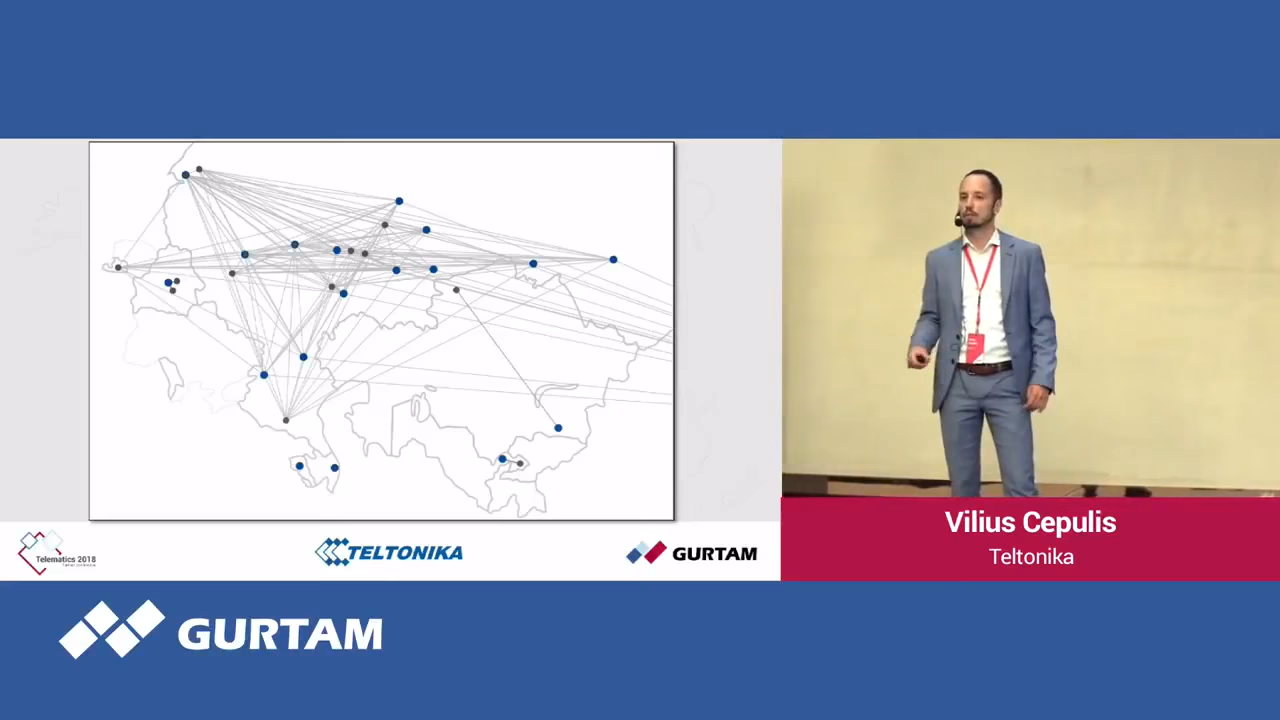 Telematics 2018
TELTONIKA
GURTAM
Vilius Cepulis
Teltonika
GURTAM